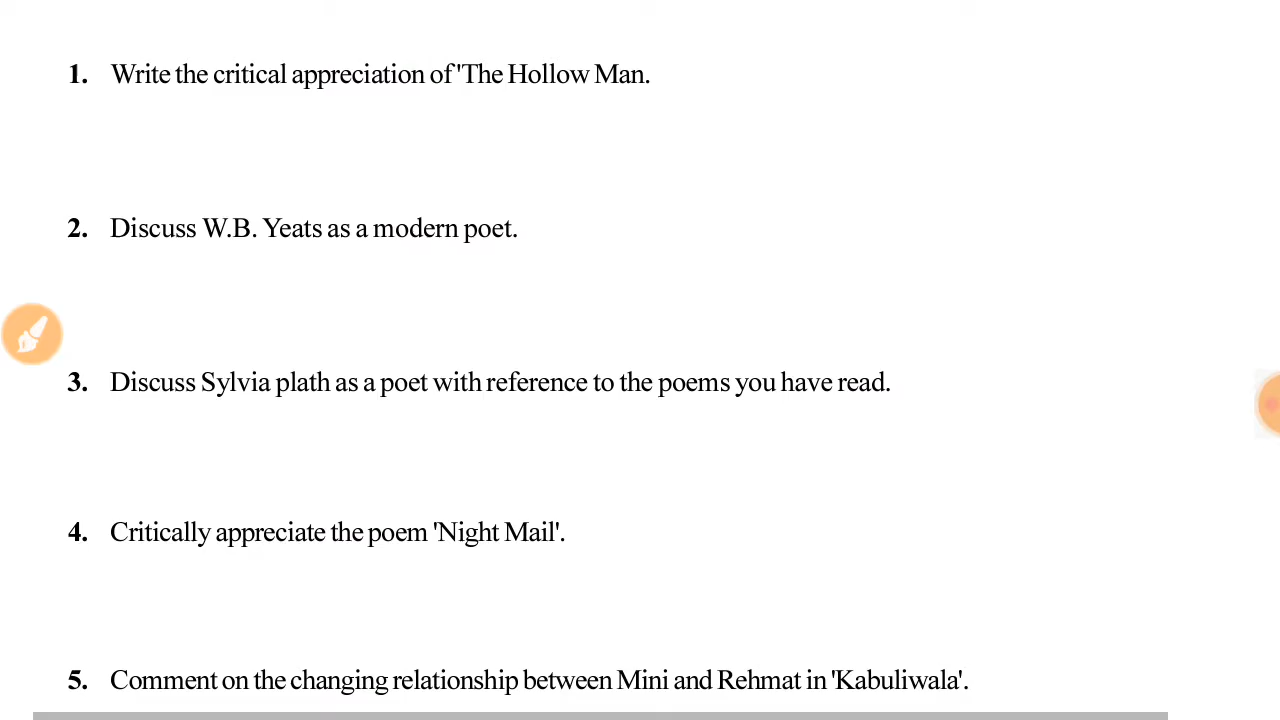 1. Write the critical appreciation of 'The Hollow Man.
2. Discuss W.B. Yeats as a modern poet.
3. Discuss Sylvia plath as a poet with reference to the poems you have read.
4. Critically appreciate the poem 'Night Mail'.
5. Comment on the changing relationship between Mini and Rehmat in 'Kabuliwala'.